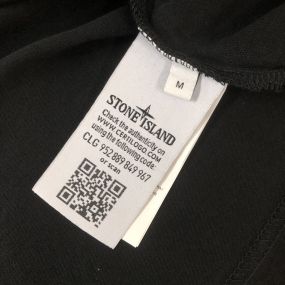 STONE ISLAND
Check the authenticity on
WWW.CERTILOGO.COM
using the following code:
CLG 952 889 849 967
or scan
M